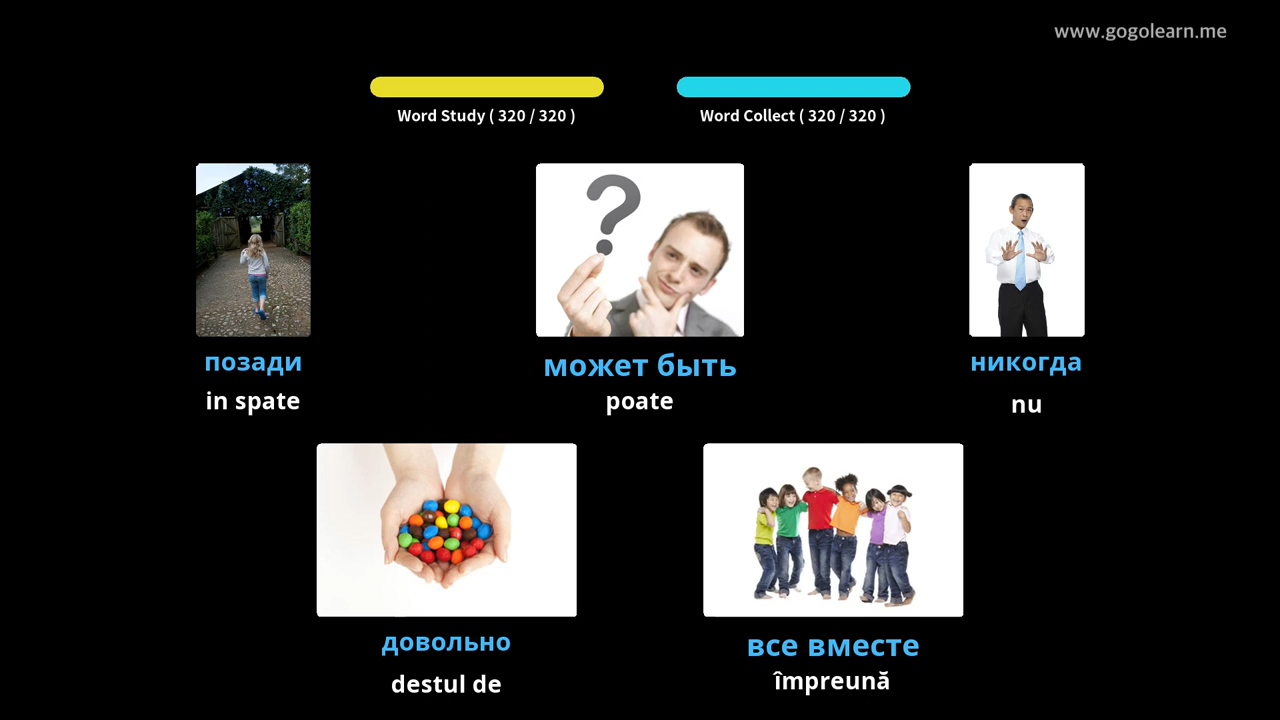 www.gogolearn.me
Word Study ( 320 / 320 )
Word Collect ( 320 / 320 )
позади
in spate
может быть
poate
никогда
nu
довольно
destul de
все вместе
împreună